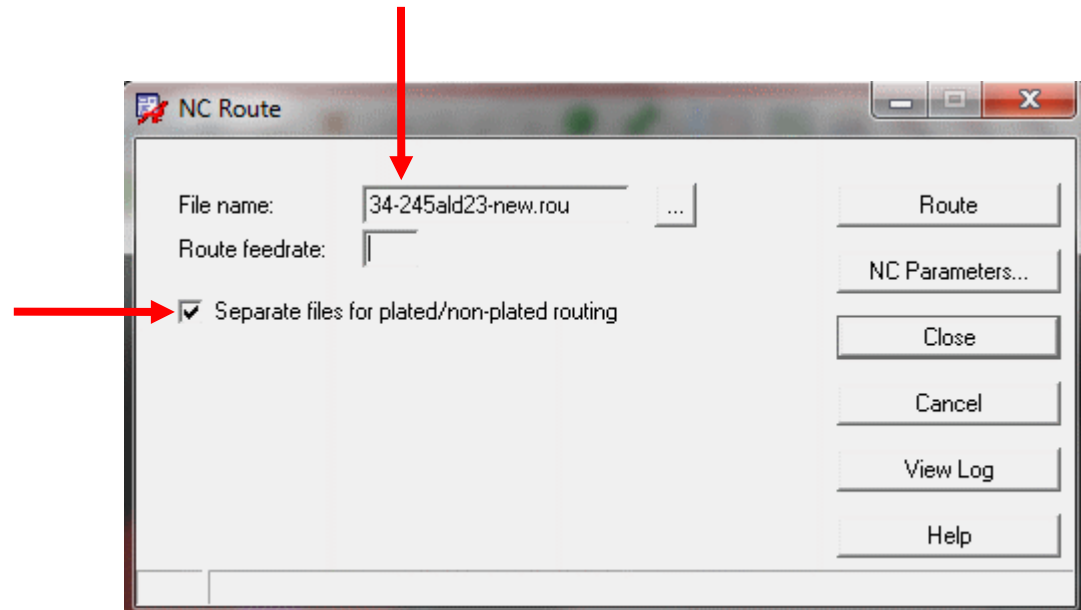 NC Route
File name: 34-245ald23-new.rou ... Route
Route feedrate:
NC Parameters...
Separate files for plated/non-plated routing
Close
Cancel
View Log
Help